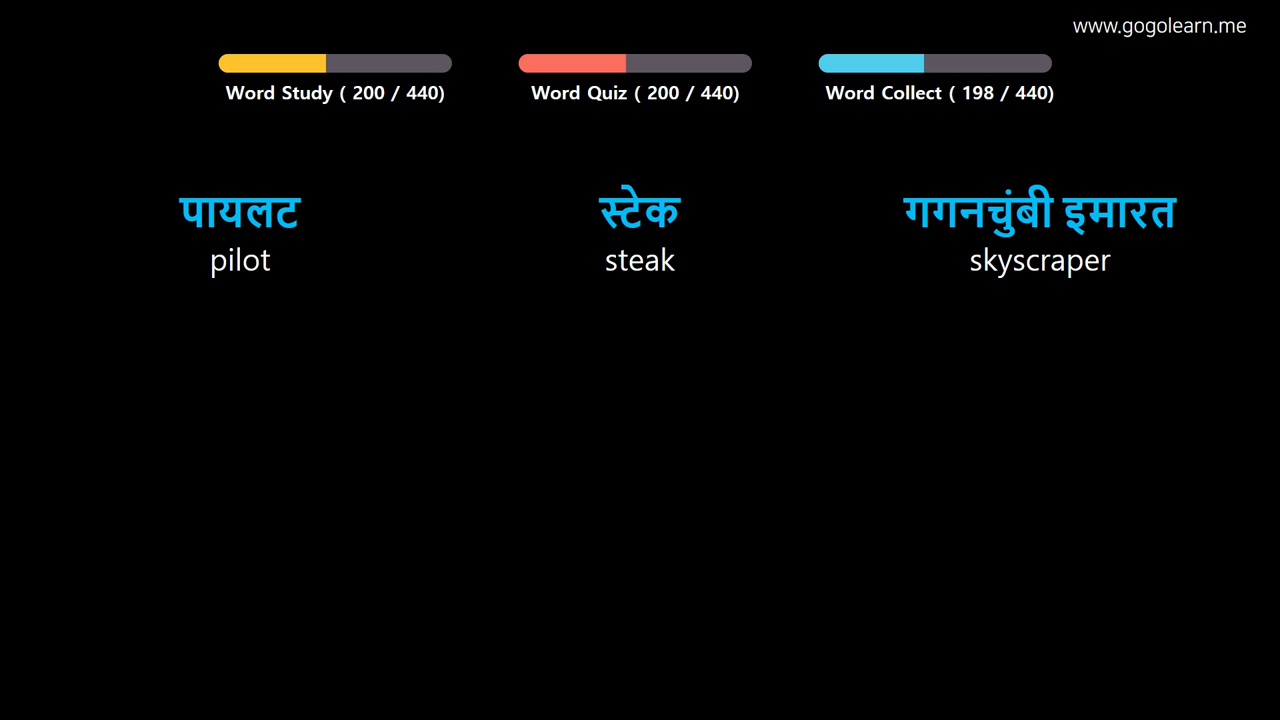 www.gogolearn.me
Word Study ( 200 / 440)
Word Quiz ( 200 / 440)
Word Collect ( 198 / 440)
पायलट
pilot
स्टेक
steak
गगनचुंबी इमारत
skyscraper